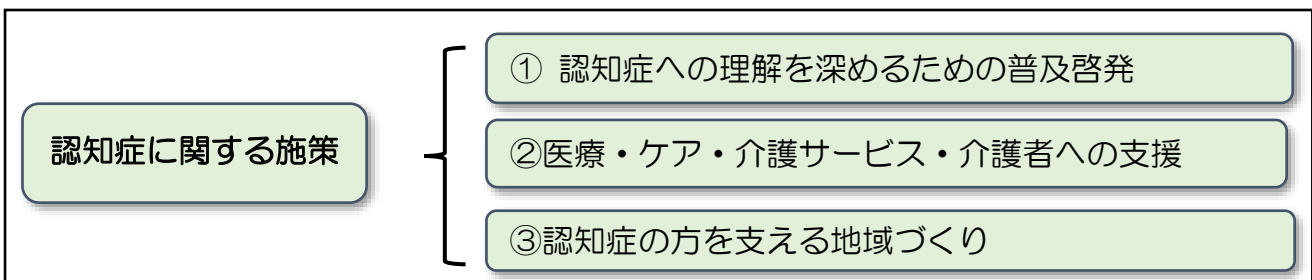 認知症に関する施策
① 認知症への理解を深めるための普及啓発
②医療・ケア・介護サービス・介護者への支援
③認知症の方を支える地域づくり